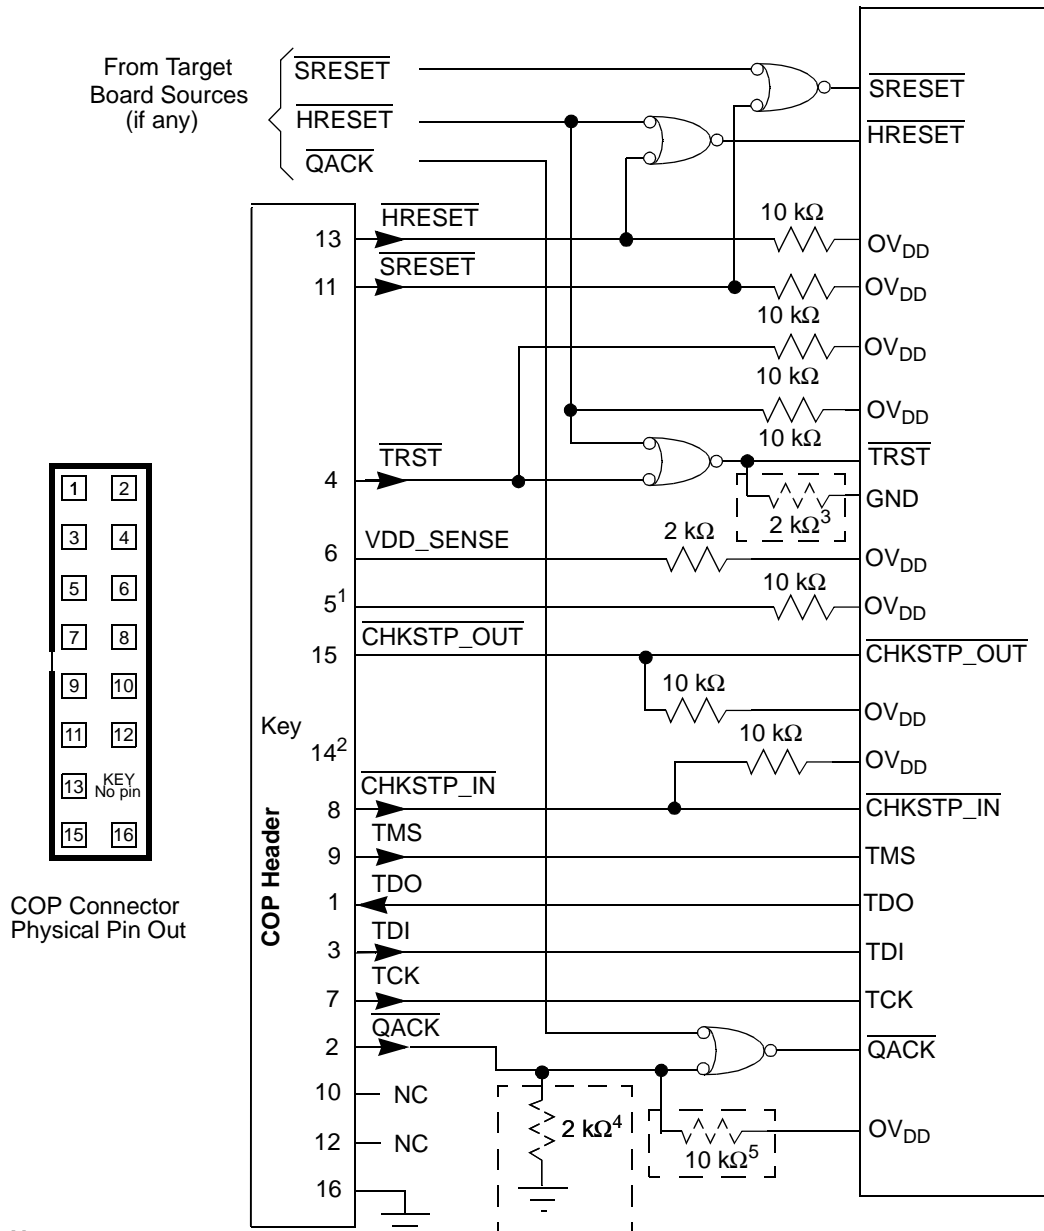 From Target
Board Sources
(if any)
SRESET
HRESET
QACK
SRESET
HRESET
13
HRESET
10 kΩ
OVDD
11
SRESET
10 kΩ
OVDD
10 kΩ
OVDD
10 kΩ
OVDD
4
TRST
TRST
2 kΩ3
GND
6
VDD_SENSE
2 kΩ
OVDD
51
10 kΩ
OVDD
15
CHKSTP_OUT
CHKSTP_OUT
10 kΩ
OVDD
Key
142
10 kΩ
OVDD
8
CHKSTP_IN
CHKSTP_IN
9
TMS
TMS
1
TDO
TDO
3
TDI
TDI
7
TCK
TCK
2
QACK
QACK
10
NC
12
NC
2 kΩ4
10 kΩ5
OVDD
16
COP Header
1 2
3 4
5 6
7 8
9 10
11 12
13 KEY
No pin
15 16
COP Connector
Physical Pin Out